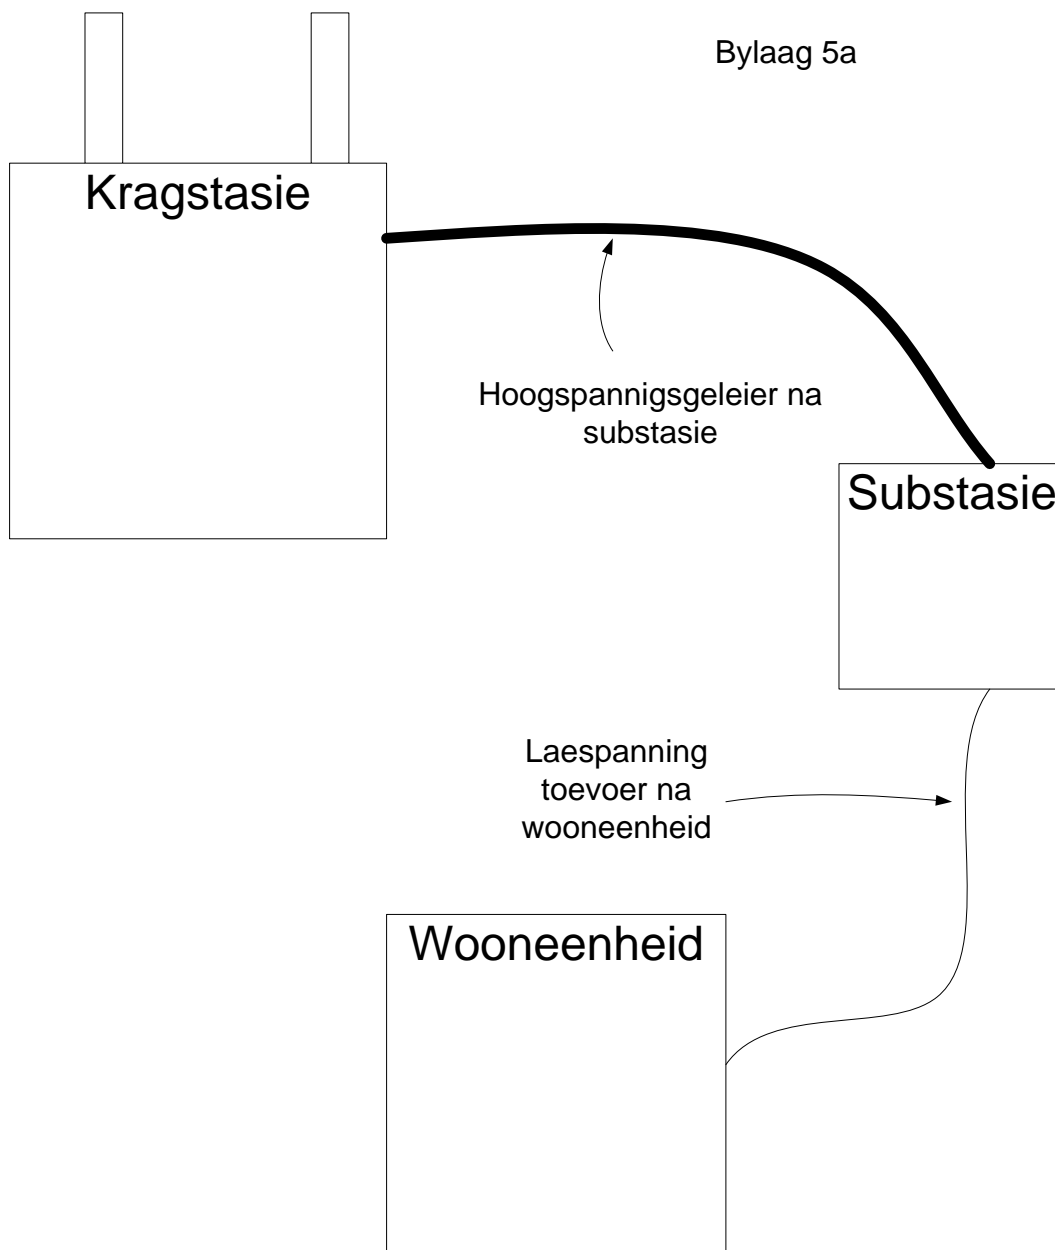 Bylaag 5a
Kragstasie
Hoogspannigsgeleier na
substasie
Substasie
Laespanning
toevoer na
wooneenheid
Wooneenheid